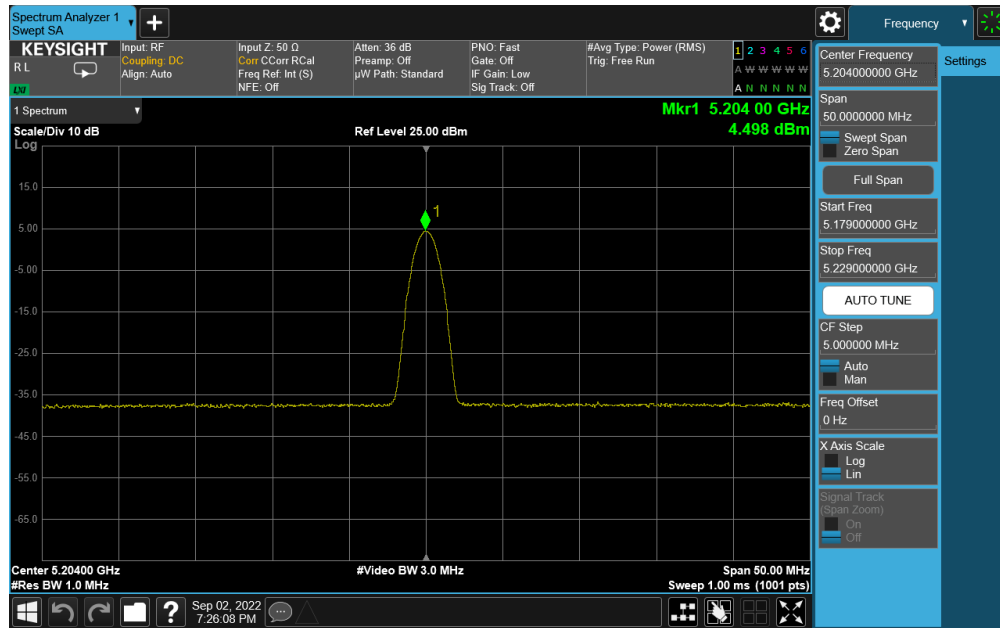 Spectrum Analyzer 1
Swept SA
Frequency
KEYSIGHT
R L
LXI
Input: RF
Coupling: DC
Align: Auto
Input Z: 50 Ω
Corr CCorr RCal
Freq Ref: Int (S)
NFE: Off
Atten: 36 dB
Preamp: Off
µW Path: Standard
PNO: Fast
Gate: Off
IF Gain: Low
Sig Track: Off
#Avg Type: Power (RMS)
Trig: Free Run
1 2 3 4 5 6
A W W W W W
A N N N N N
1 Spectrum
Scale/Div 10 dB
Log
Ref Level 25.00 dBm
Mkr1 5.204 00 GHz
4.498 dBm
1
15.0
5.00
-5.00
-15.0
-25.0
-35.0
-45.0
-55.0
-65.0
Center 5.20400 GHz
#Res BW 1.0 MHz
#Video BW 3.0 MHz
Span 50.00 MHz
Sweep 1.00 ms (1001 pts)
?
Sep 02, 2022
7:26:08 PM
Center Frequency
5.204000000 GHz
Settings
Span
50.0000000 MHz
Swept Span
Zero Span
Full Span
Start Freq
5.179000000 GHz
Stop Freq
5.229000000 GHz
AUTO TUNE
CF Step
5.000000 MHz
Auto
Man
Freq Offset
0 Hz
X Axis Scale
Log
Lin
Signal Track
(Span Zoom)
On
Off